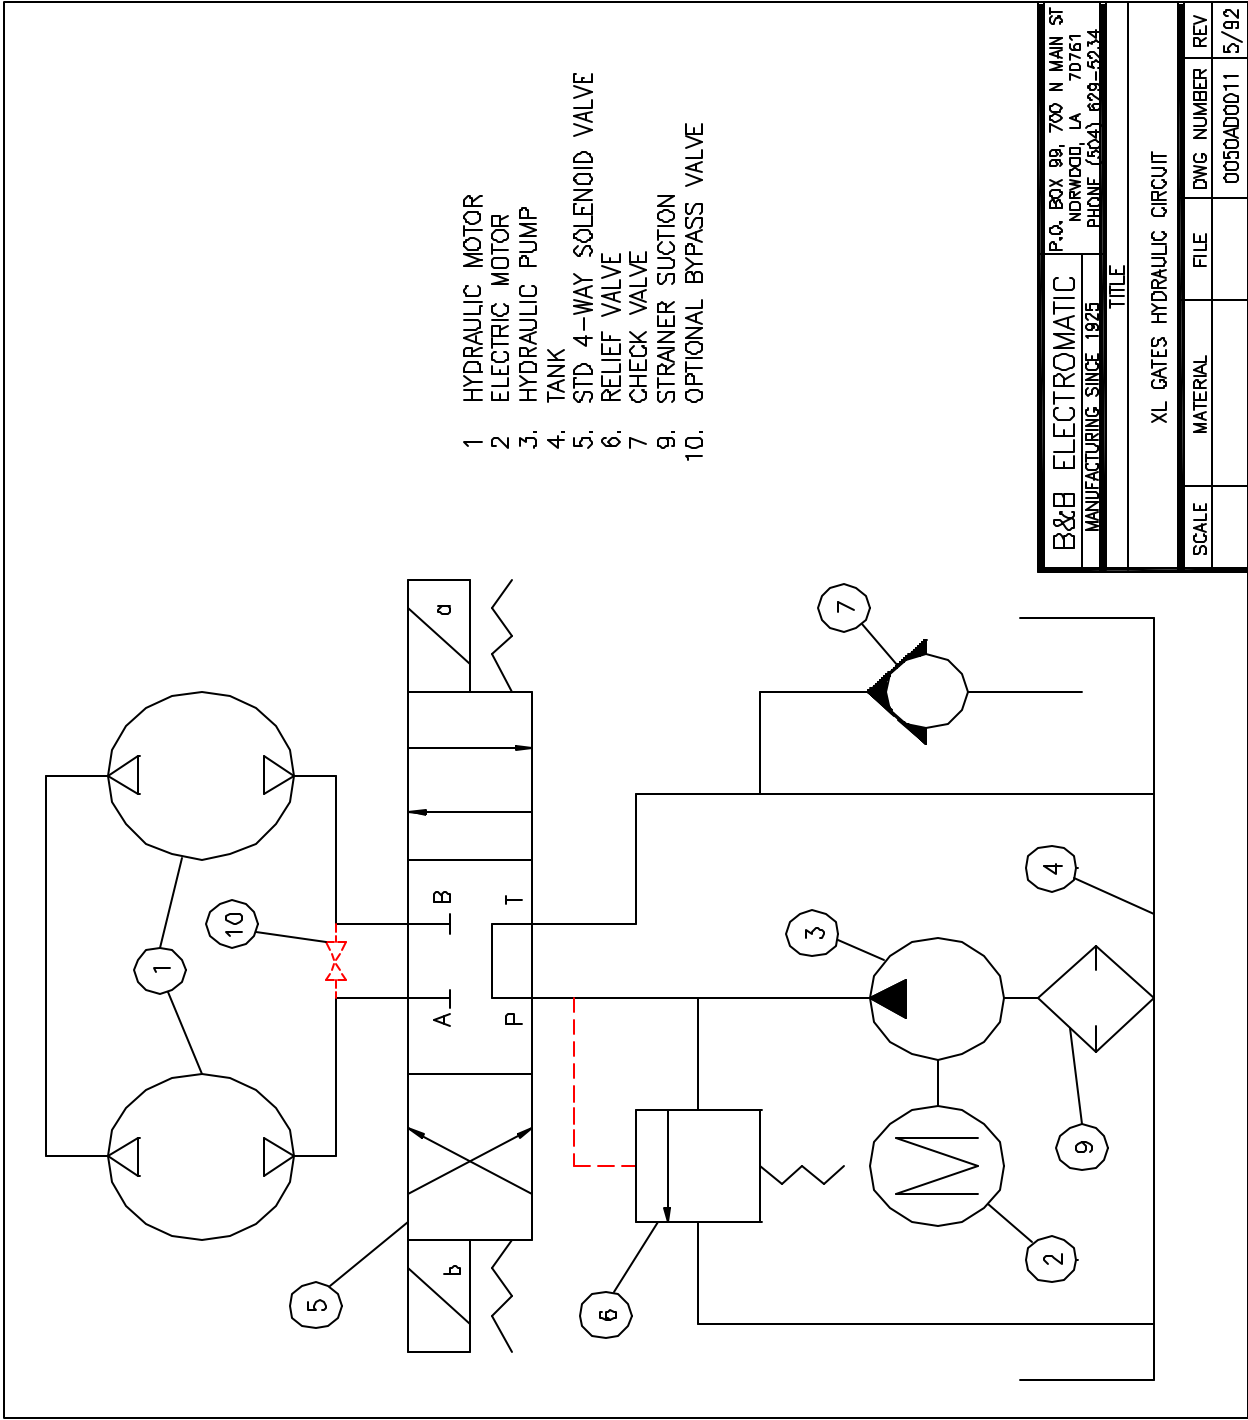 1 HYDRAULIC MOTOR
2 ELECTRIC MOTOR
3. HYDRAULIC PUMP
4. TANK
5. STD 4-WAY SOLENOID VALVE
6. RELIEF VALVE
7 CHECK VALVE
9. STRAINER SUCTION
10. OPTIONAL BYPASS VALVE
1
10
5
b
A
B
P
T
a
6
2
M
3
9
4
7
B&B ELECTROMATIC
MANUFACTURING SINCE 1925
P.O. BOX 99, 700 N MAIN ST
NORWOOD, LA 70761
PHONE (504) 629-5234
TITLE
XL GATES HYDRAULIC CIRCUIT
SCALE MATERIAL FILE DWG NUMBER REV
0050AD0011 5/92